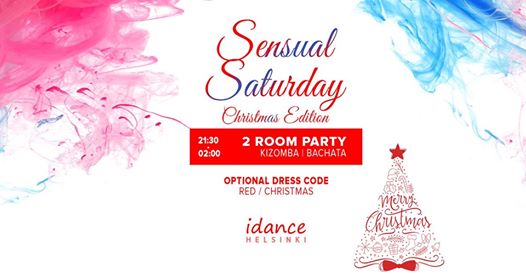 Sensual
Saturday
Christmas Edition
21:30
-
02:00
2 ROOM PARTY
KIZOMBA | BACHATA
OPTIONAL DRESS CODE
RED / CHRISTMAS
idance
HELSINKI
Merry
Christmas